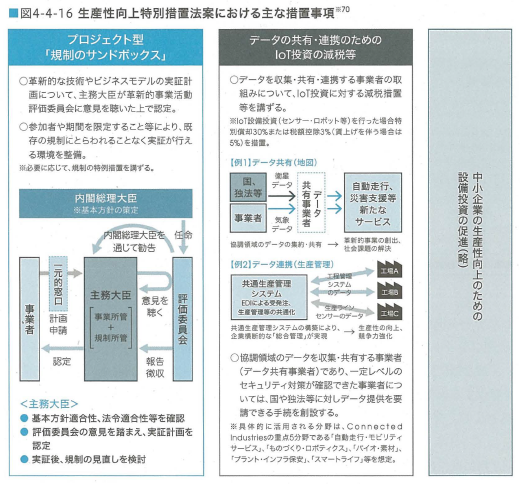 ■図4-4-16 生産性向上特別措置法案における主な措置事項※70
プロジェクト型
「規制のサンドボックス」
○革新的な技術やビジネスモデルの実証計
画について、主務大臣が革新的事業活動
評価委員会に意見を聴いた上で認定。
○参加者や期間を限定すること等により、既
存の規制にとらわれることなく実証が行え
る環境を整備。
※必要に応じて、規制の特例措置を講ずる。
内閣総理大臣
※基本方針の策定
内閣総理大臣を
通じて勧告
任命
事業者
一元的窓口
計画
申請
認定
主務大臣
事業所管
+
規制所管
意見を
聴く
報告
徴収
評価委員会
<主務大臣>
● 基本方針適合性、法令適合性等を確認
● 評価委員会の意見を踏まえ、実証計画を
認定
● 実証後、規制の見直しを検討
データの共有・連携のための
IoT投資の減税等
○データを収集・共有・連携する事業者の取
組みについて、IoT投資に対する減税措置
等を講ずる。
※IoT設備投資(センサー・ロボット等)を行った場合特
別償却30%または税額控除3%(賃上げを伴う場合は
5%)を措置。
【例1】データ共有(地図)
国、
独法等
事業者
衛星
データ
気象
データ
データ
共有事業者
自動走行、
災害支援等
新たな
サービス
協調領域のデータの集約・共有 → 革新的事業の創出、
社会課題の解決
【例2】データ連携(生産管理)
共通生産管理
システム
EDIによる受発注、
生産管理等の共通化
工程管理
システム
のデータ
生産ライン
センサーのデータ
工場A
工場B
工場C
共通生産管理システムの構築により、 → 生産性の向上、
企業横断的な「総合管理」が実現 競争力強化
○協調領域のデータを収集・共有する事業者
(データ共有事業者)であり、一定レベルの
セキュリティ対策が確認できた事業者につ
いては、国や独法等に対しデータ提供を要
請できる手続を創設する。
※具体的に活用される分野は、Connected
Industriesの重点5分野である「自動走行・モビリティ
サービス」、「ものづくり・ロボティクス」、「バイオ・素材」、
「プラント・インフラ保安」、「スマートライフ」等を想定。
中小企業の生産性向上のための
設備投資の促進(略)